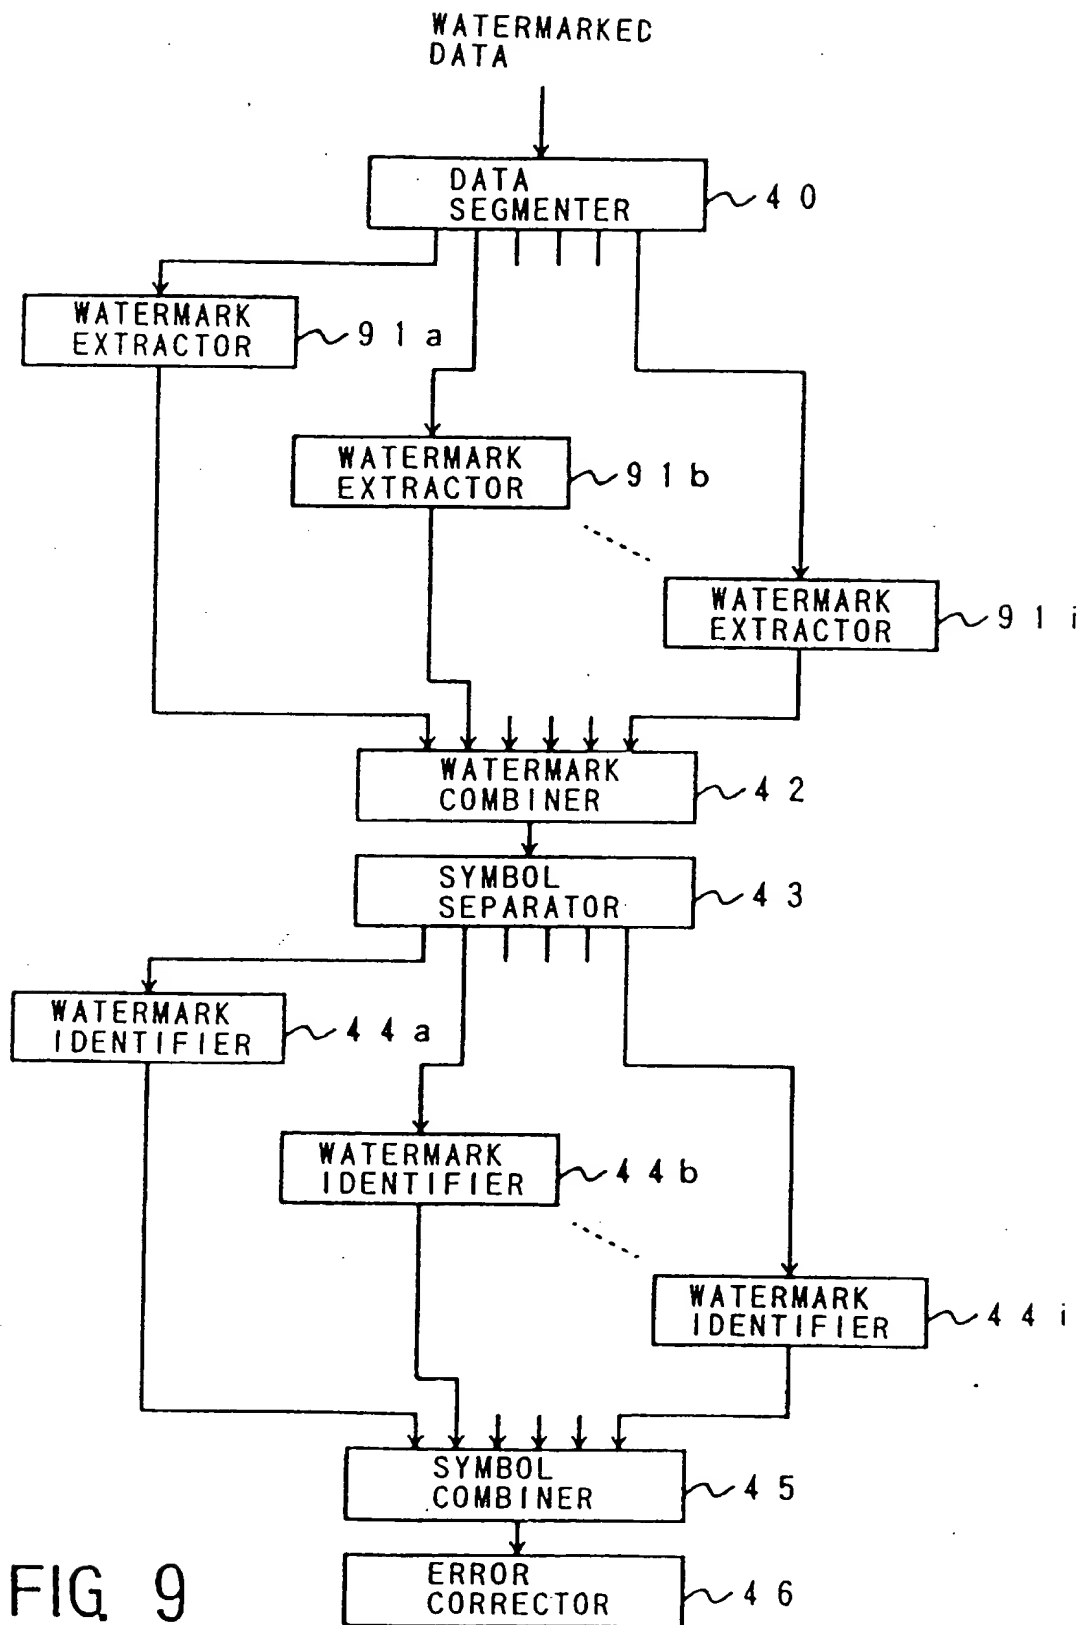 WATERMARKED
DATA
DATA
SEGMENTER
40
WATERMARK
EXTRACTOR
91a
WATERMARK
EXTRACTOR
91b
WATERMARK
EXTRACTOR
91i
WATERMARK
COMBINER
42
SYMBOL
SEPARATOR
43
WATERMARK
IDENTIFIER
44a
WATERMARK
IDENTIFIER
44b
WATERMARK
IDENTIFIER
44i
SYMBOL
COMBINER
45
ERROR
CORRECTOR
46
FIG. 9